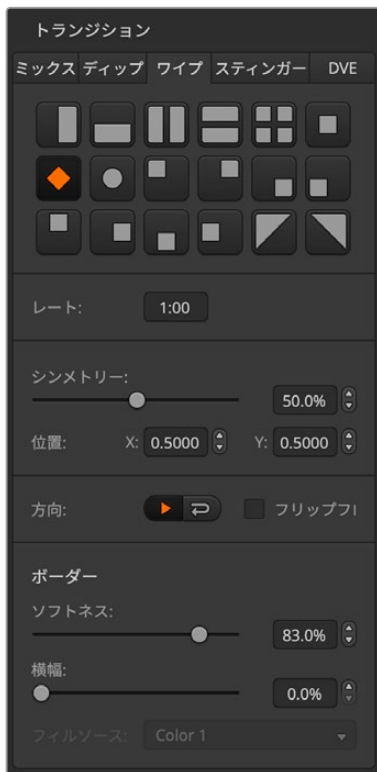 トランジション
ミックス ディップ ワイプ スティンガー DVE
レート: 1:00
シンメトリー:
50.0%
位置: X: 0.5000 Y: 0.5000
方向: フリップフ
ボーダー
ソフトネス:
83.0%
横幅:
0.0%
フィルソース: Color 1